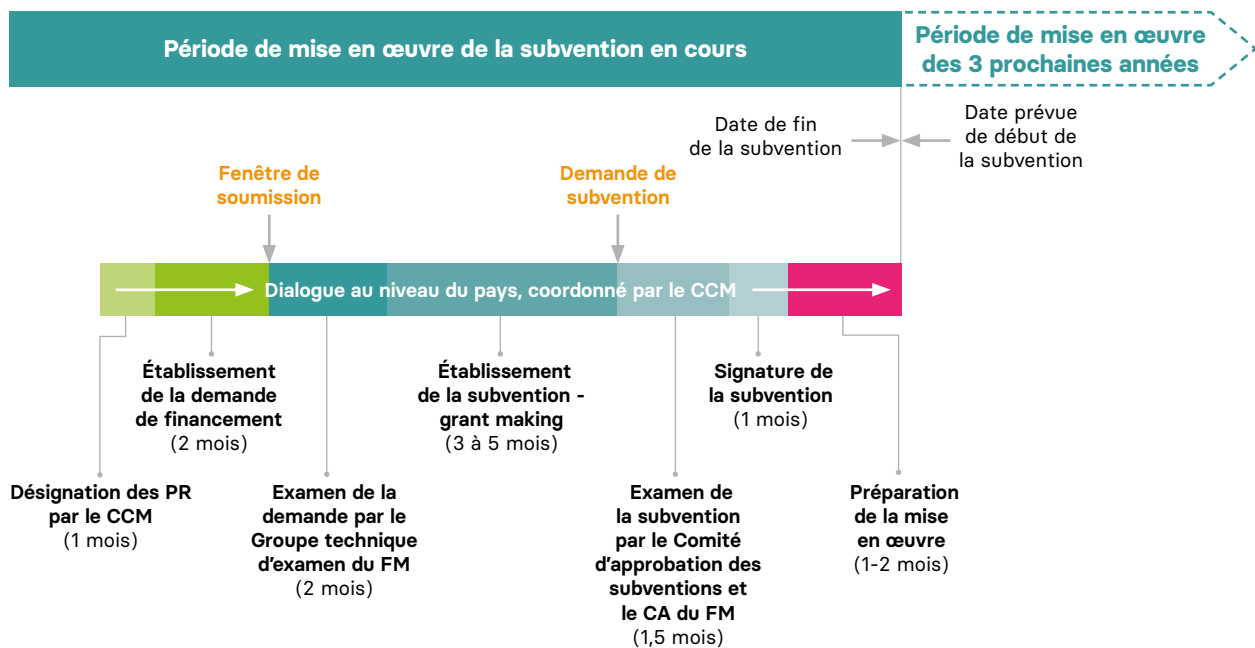 Période de mise en œuvre de la subvention en cours
Période de mise en œuvre
des 3 prochaines années
Date de fin
de la subvention
Date prévue
de début de
la subvention
Fenêtre de
soumission
Demande de
subvention
Dialogue au niveau du pays, coordonné par le CCM
Établissement
de la demande
de financement
(2 mois)
Établissement
de la subvention -
grant making
(3 à 5 mois)
Signature de
la subvention
(1 mois)
Désignation des PR
par le CCM
(1 mois)
Examen de la
demande par le
Groupe technique
d'examen du FM
(2 mois)
Examen de
la subvention
par le Comité
d'approbation des
subventions et
le CA du FM
(1,5 mois)
Préparation
de la mise
en œuvre
(1-2 mois)